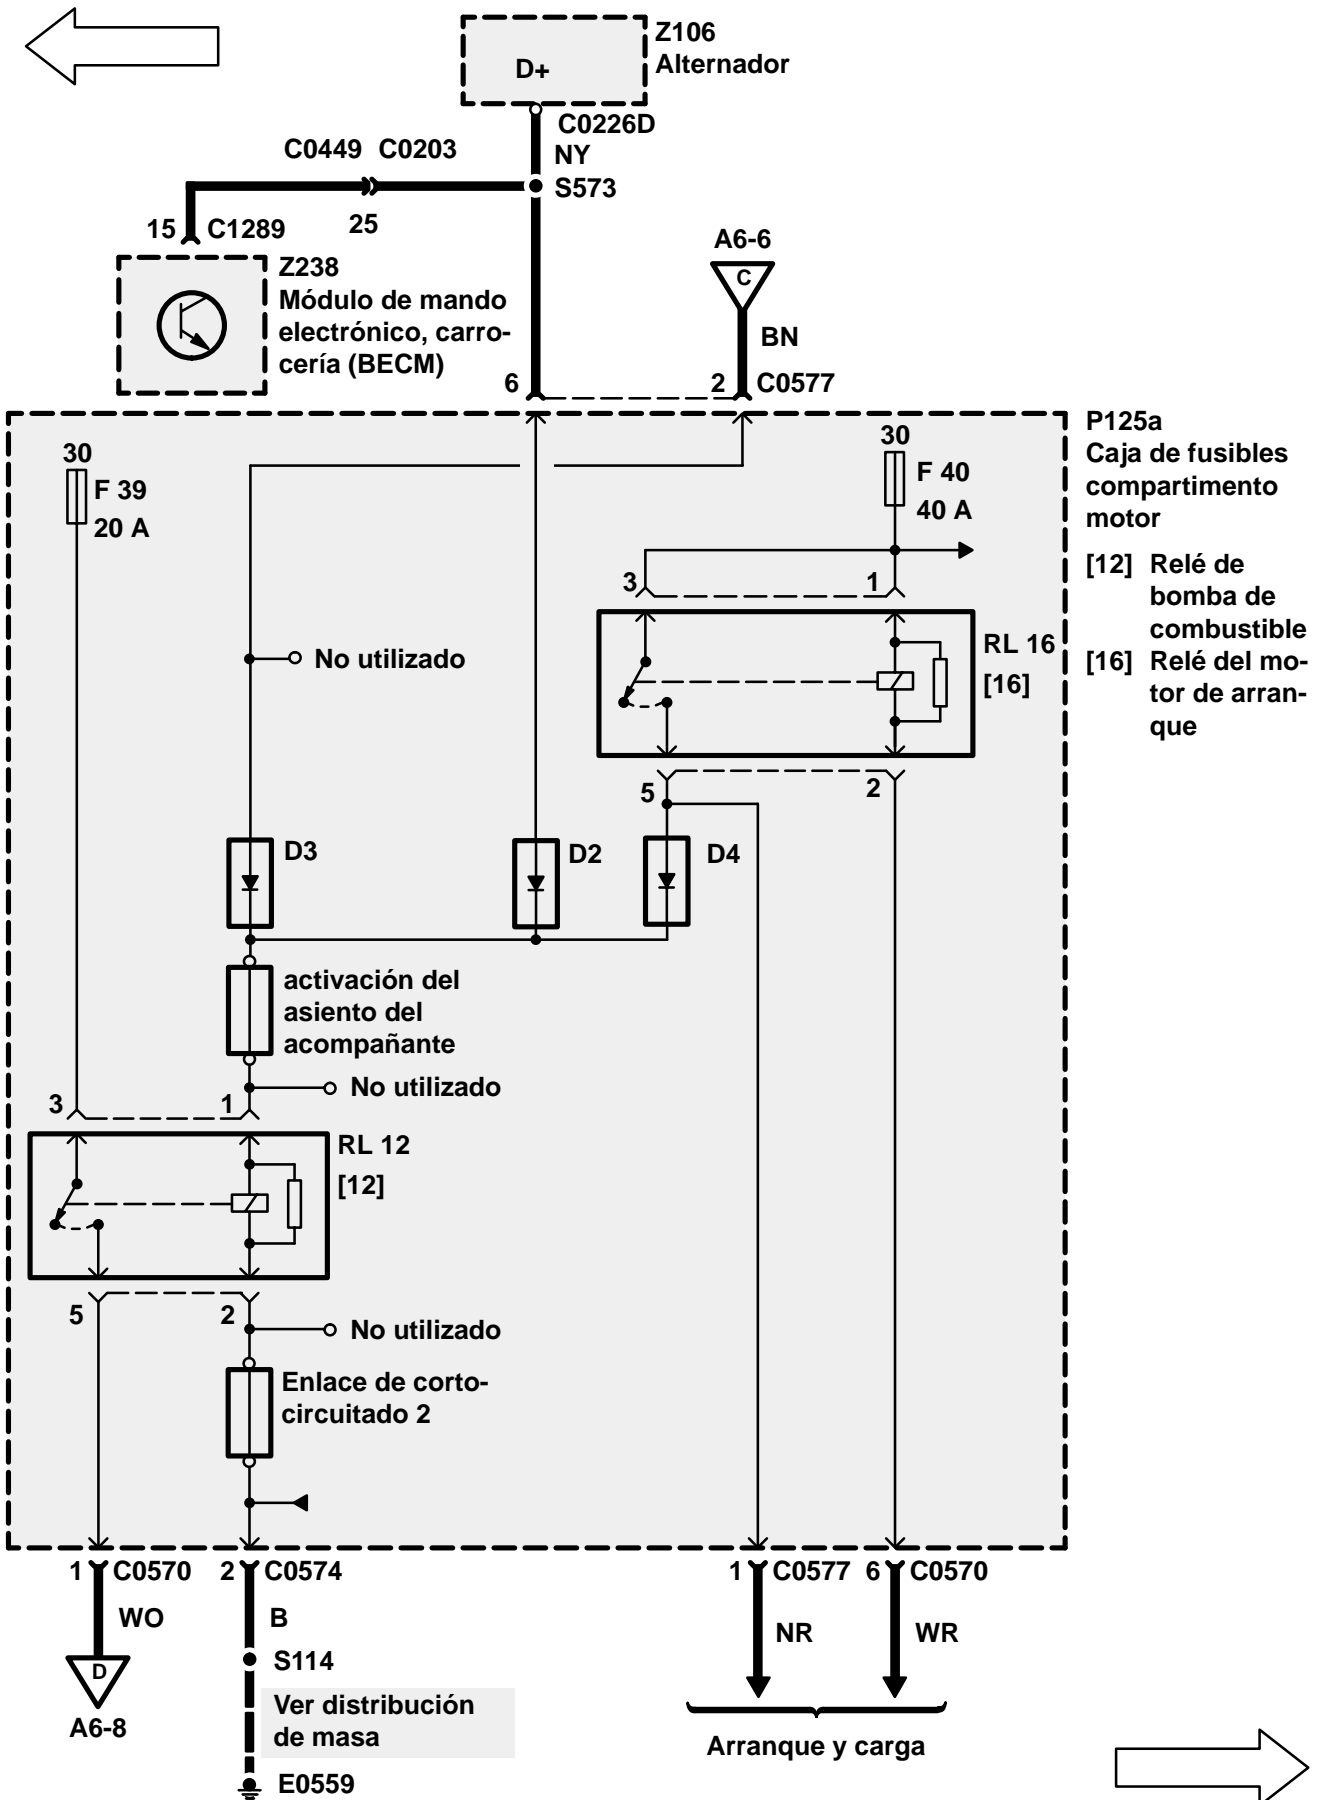 Z106
Alternador
D+
C0226D
NY
C0449 C0203
S573
15 C1289 25
A6-6
C
BN
Z238
Módulo de mando
electrónico, carro-
cería (BECM)
6 2 C0577
P125a
Caja de fusibles
compartimento
motor
30
F 39
20 A
30
F 40
40 A
[12] Relé de
bomba de
combustible
[16] Relé del mo-
tor de arran-
que
3 1
RL 16
[16]
No utilizado
5 2
D3 D2 D4
activación del
asiento del
acompañante
No utilizado
3 1
RL 12
[12]
5 2
No utilizado
Enlace de corto-
circuitado 2
1 C0570 2 C0574 1 C0577 6 C0570
WO B NR WR
D
S114
A6-8
Ver distribución
de masa
Arranque y carga
E0559